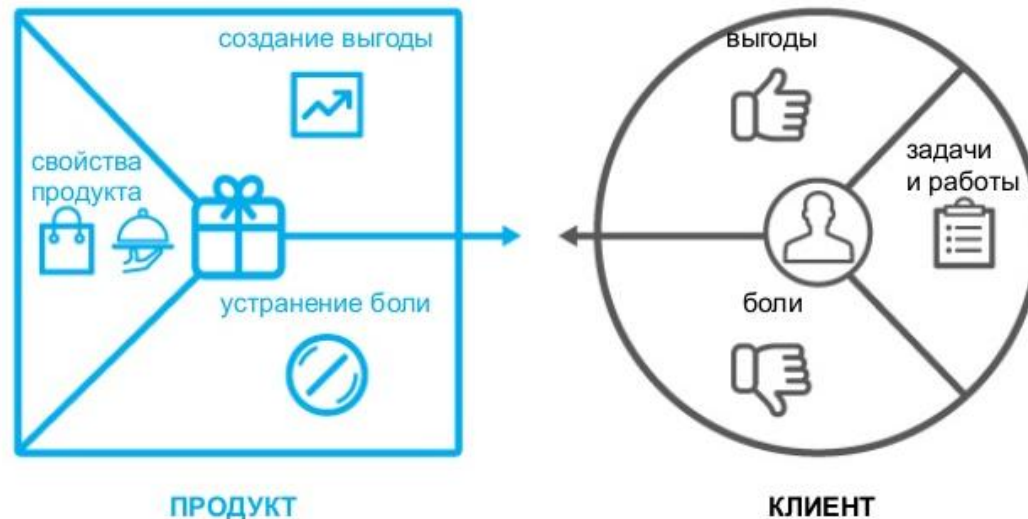 создание выгоды
свойства
продукта
устранение боли
ПРОДУКТ
выгоды
задачи
и работы
боли
КЛИЕНТ